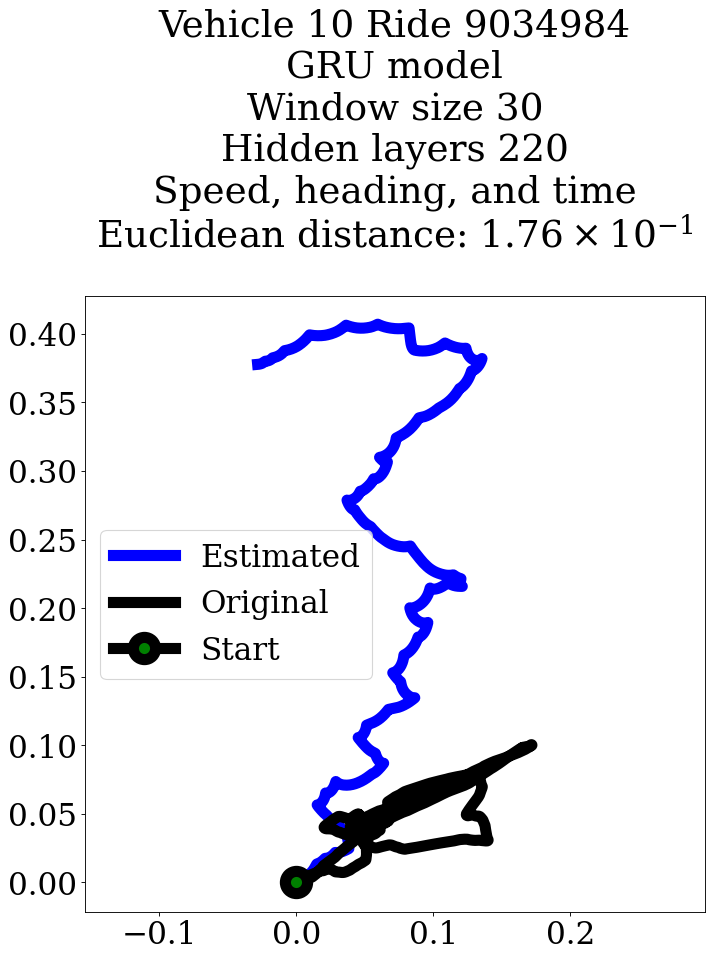 Vehicle 10 Ride 9034984
GRU model
Window size 30
Hidden layers 220
Speed, heading, and time
Euclidean distance: 1.76 × 10⁻¹
0.40
0.35
0.30
0.25
0.20
0.15
0.10
0.05
0.00
Estimated
Original
Start
−0.1 0.0 0.1 0.2